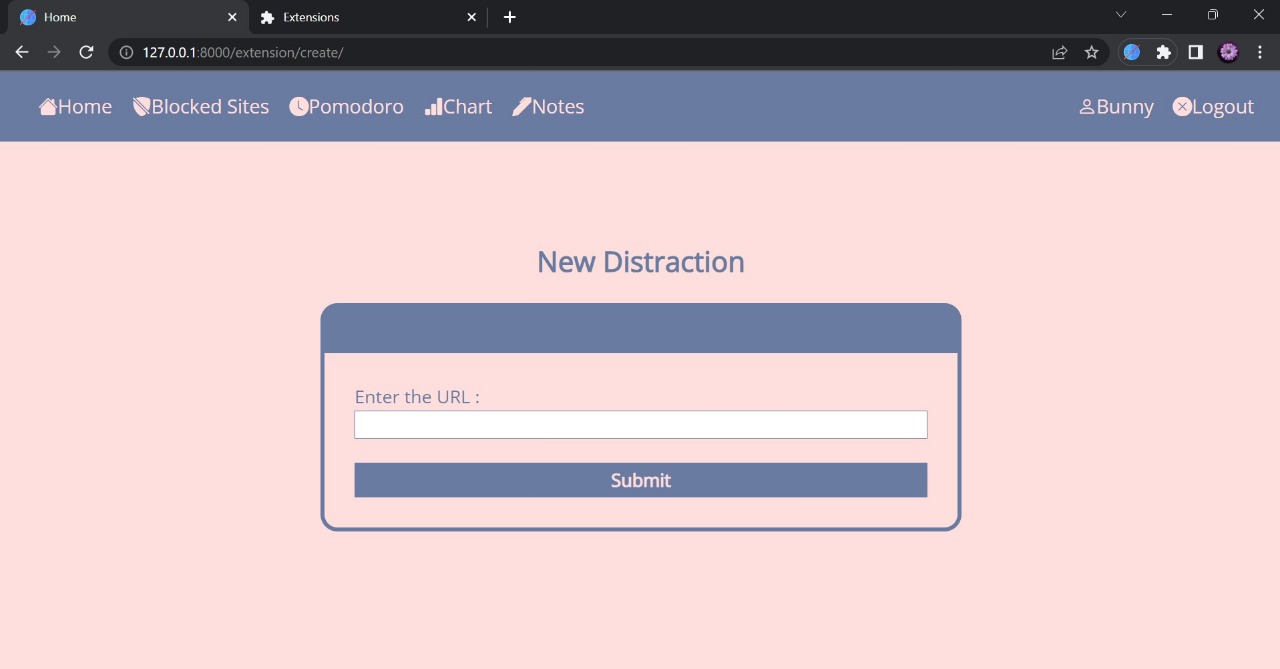 Home Extensions
127.0.0.1:8000/extension/create/
Home Blocked Sites Pomodoro Chart Notes Bunny Logout
New Distraction
Enter the URL :
Submit